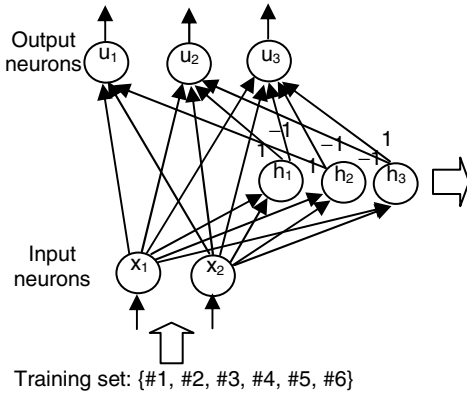 Output
neurons
u1 u2 u3
−1 −1 1
1 1 −1
h1 h2 h3
Input
neurons
x1 x2
Training set: {#1, #2, #3, #4, #5, #6}